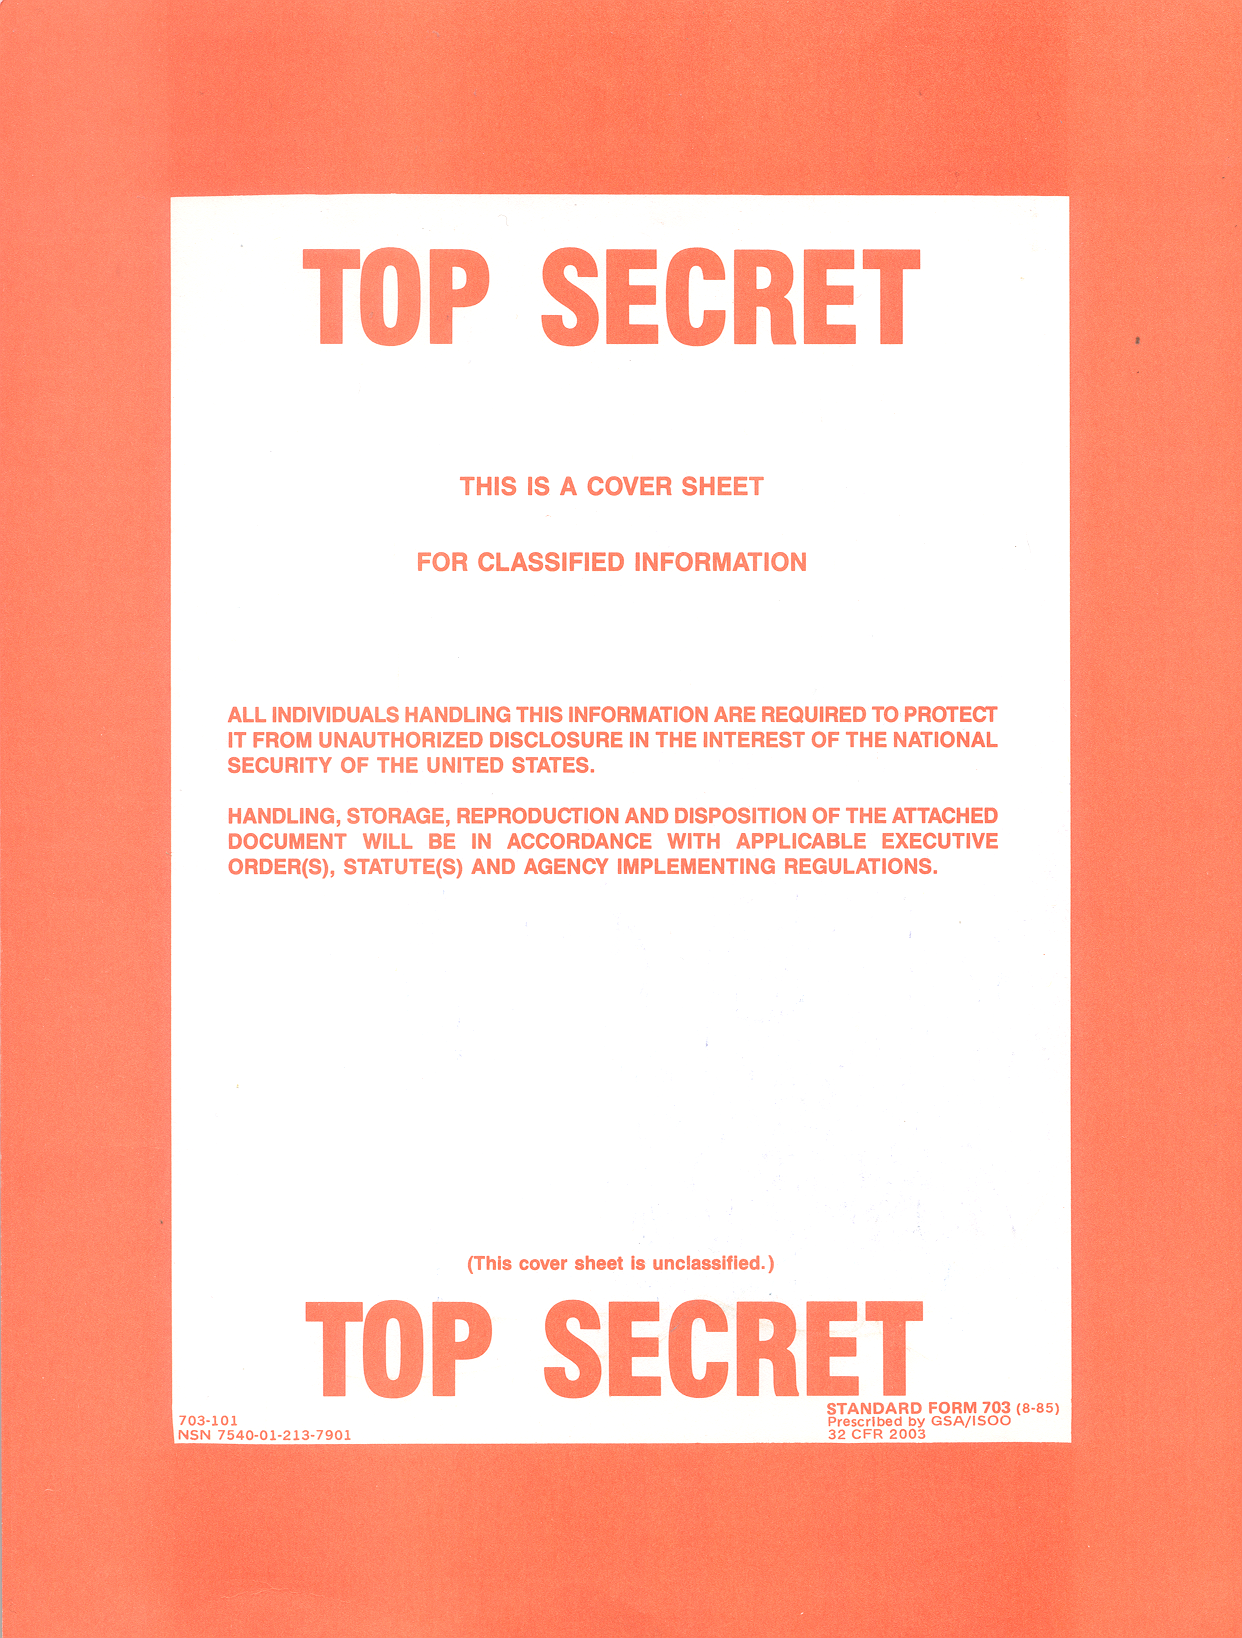 TOP SECRET
THIS IS A COVER SHEET
FOR CLASSIFIED INFORMATION
ALL INDIVIDUALS HANDLING THIS INFORMATION ARE REQUIRED TO PROTECT
IT FROM UNAUTHORIZED DISCLOSURE IN THE INTEREST OF THE NATIONAL
SECURITY OF THE UNITED STATES.
HANDLING, STORAGE, REPRODUCTION AND DISPOSITION OF THE ATTACHED
DOCUMENT WILL BE IN ACCORDANCE WITH APPLICABLE EXECUTIVE
ORDER(S), STATUTE(S) AND AGENCY IMPLEMENTING REGULATIONS.
(This cover sheet is unclassified.)
TOP SECRET
703-101
NSN 7540-01-213-7901
STANDARD FORM 703 (8-85)
Prescribed by GSA/ISOO
32 CFR 2003